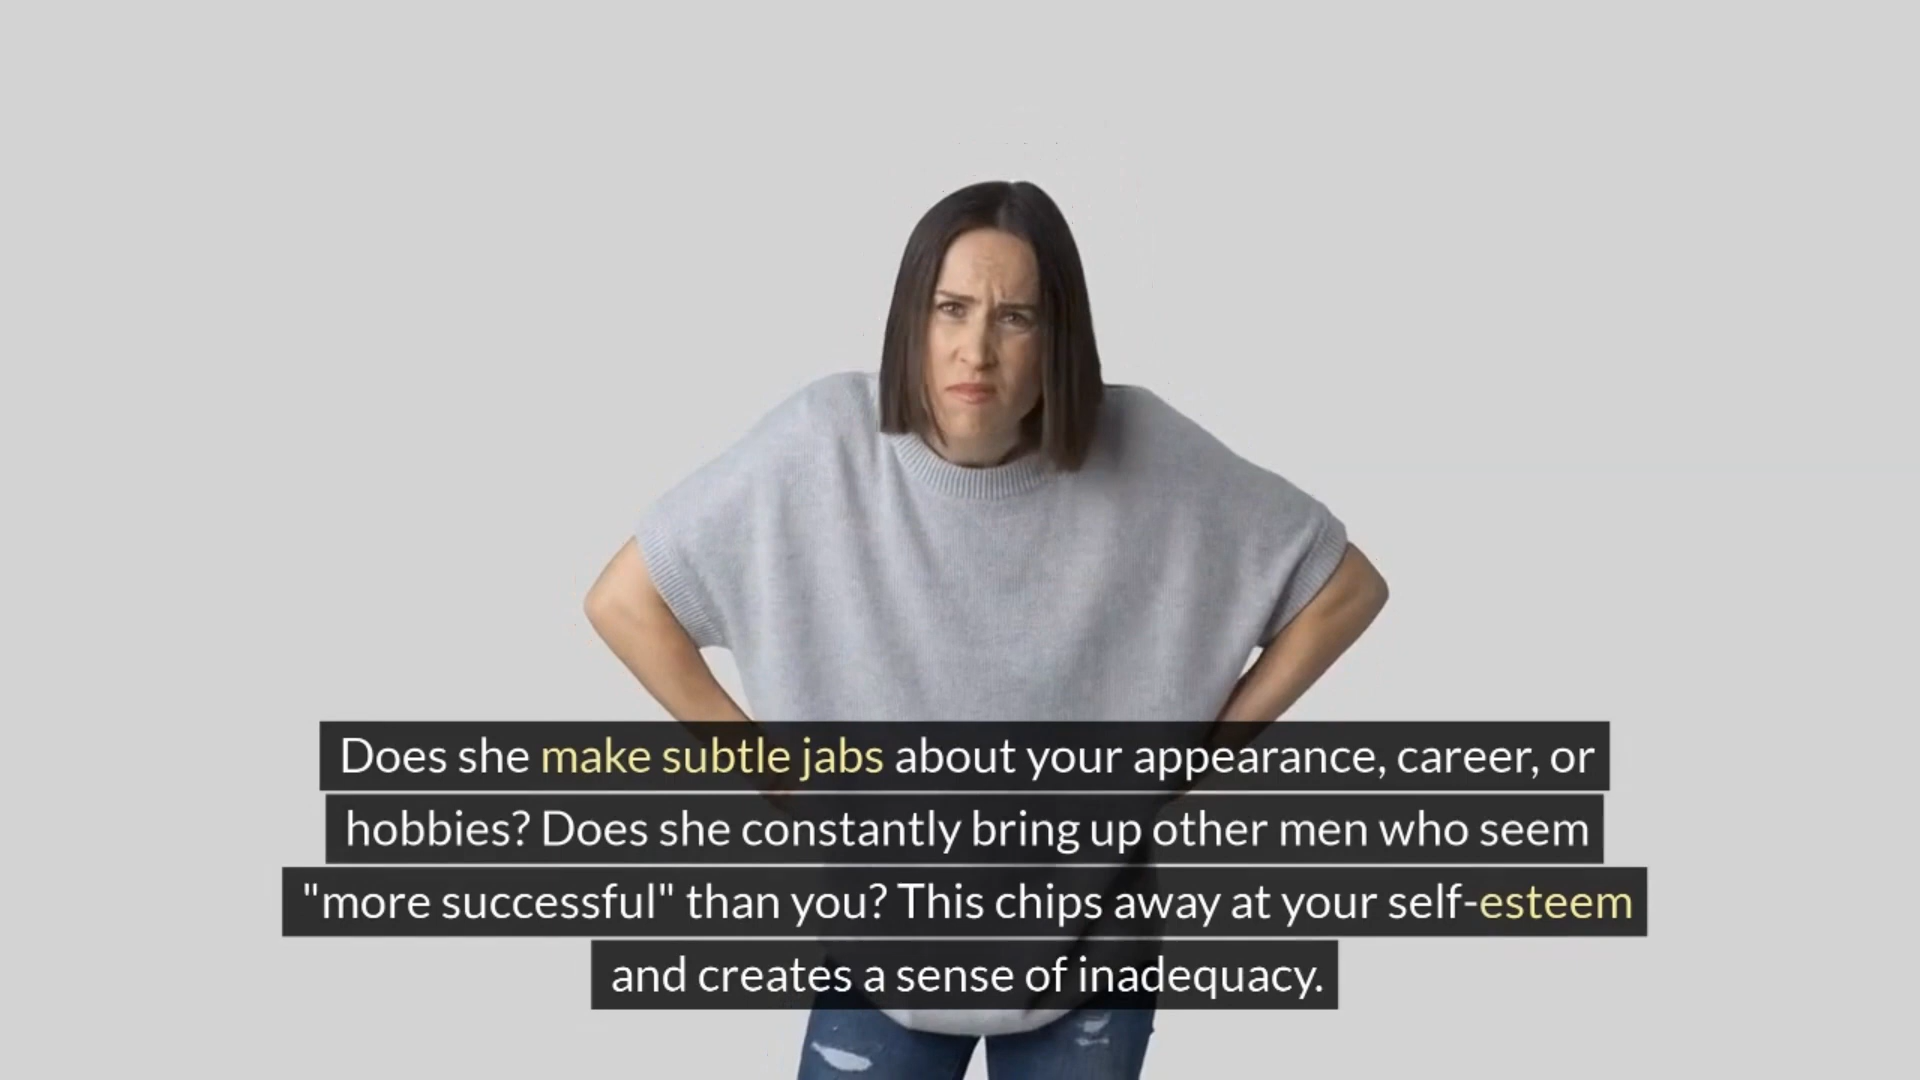 Does she make subtle jabs about your appearance, career, or
hobbies? Does she constantly bring up other men who seem
"more successful" than you? This chips away at your self-esteem
and creates a sense of inadequacy.